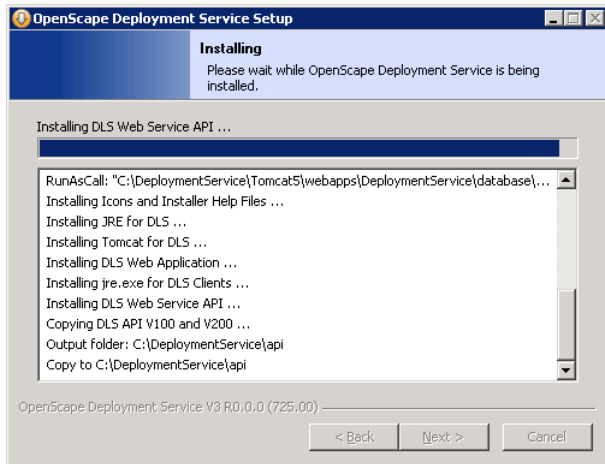 OpenScape Deployment Service Setup
Installing
Please wait while OpenScape Deployment Service is being
installed.
Installing DLS Web Service API ...
RunAsCall: "C:\DeploymentService\Tomcat5\webapps\DeploymentService\database\...
Installing Icons and Installer Help Files ...
Installing JRE for DLS ...
Installing Tomcat for DLS ...
Installing DLS Web Application ...
Installing jre.exe for DLS Clients ...
Installing DLS Web Service API ...
Copying DLS API V100 and V200 ...
Output folder: C:\DeploymentService\api
Copy to C:\DeploymentService\api
OpenScape Deployment Service V3 R0.0.0 (725.00)
< Back
Next >
Cancel